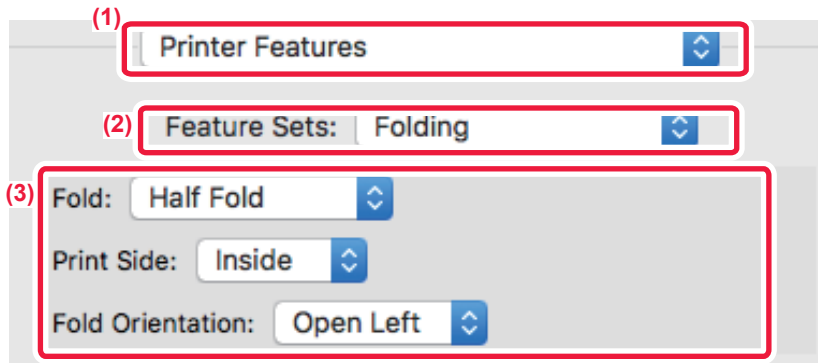 (1)
Printer Features
(2)
Feature Sets: Folding
(3)
Fold: Half Fold
Print Side: Inside
Fold Orientation: Open Left